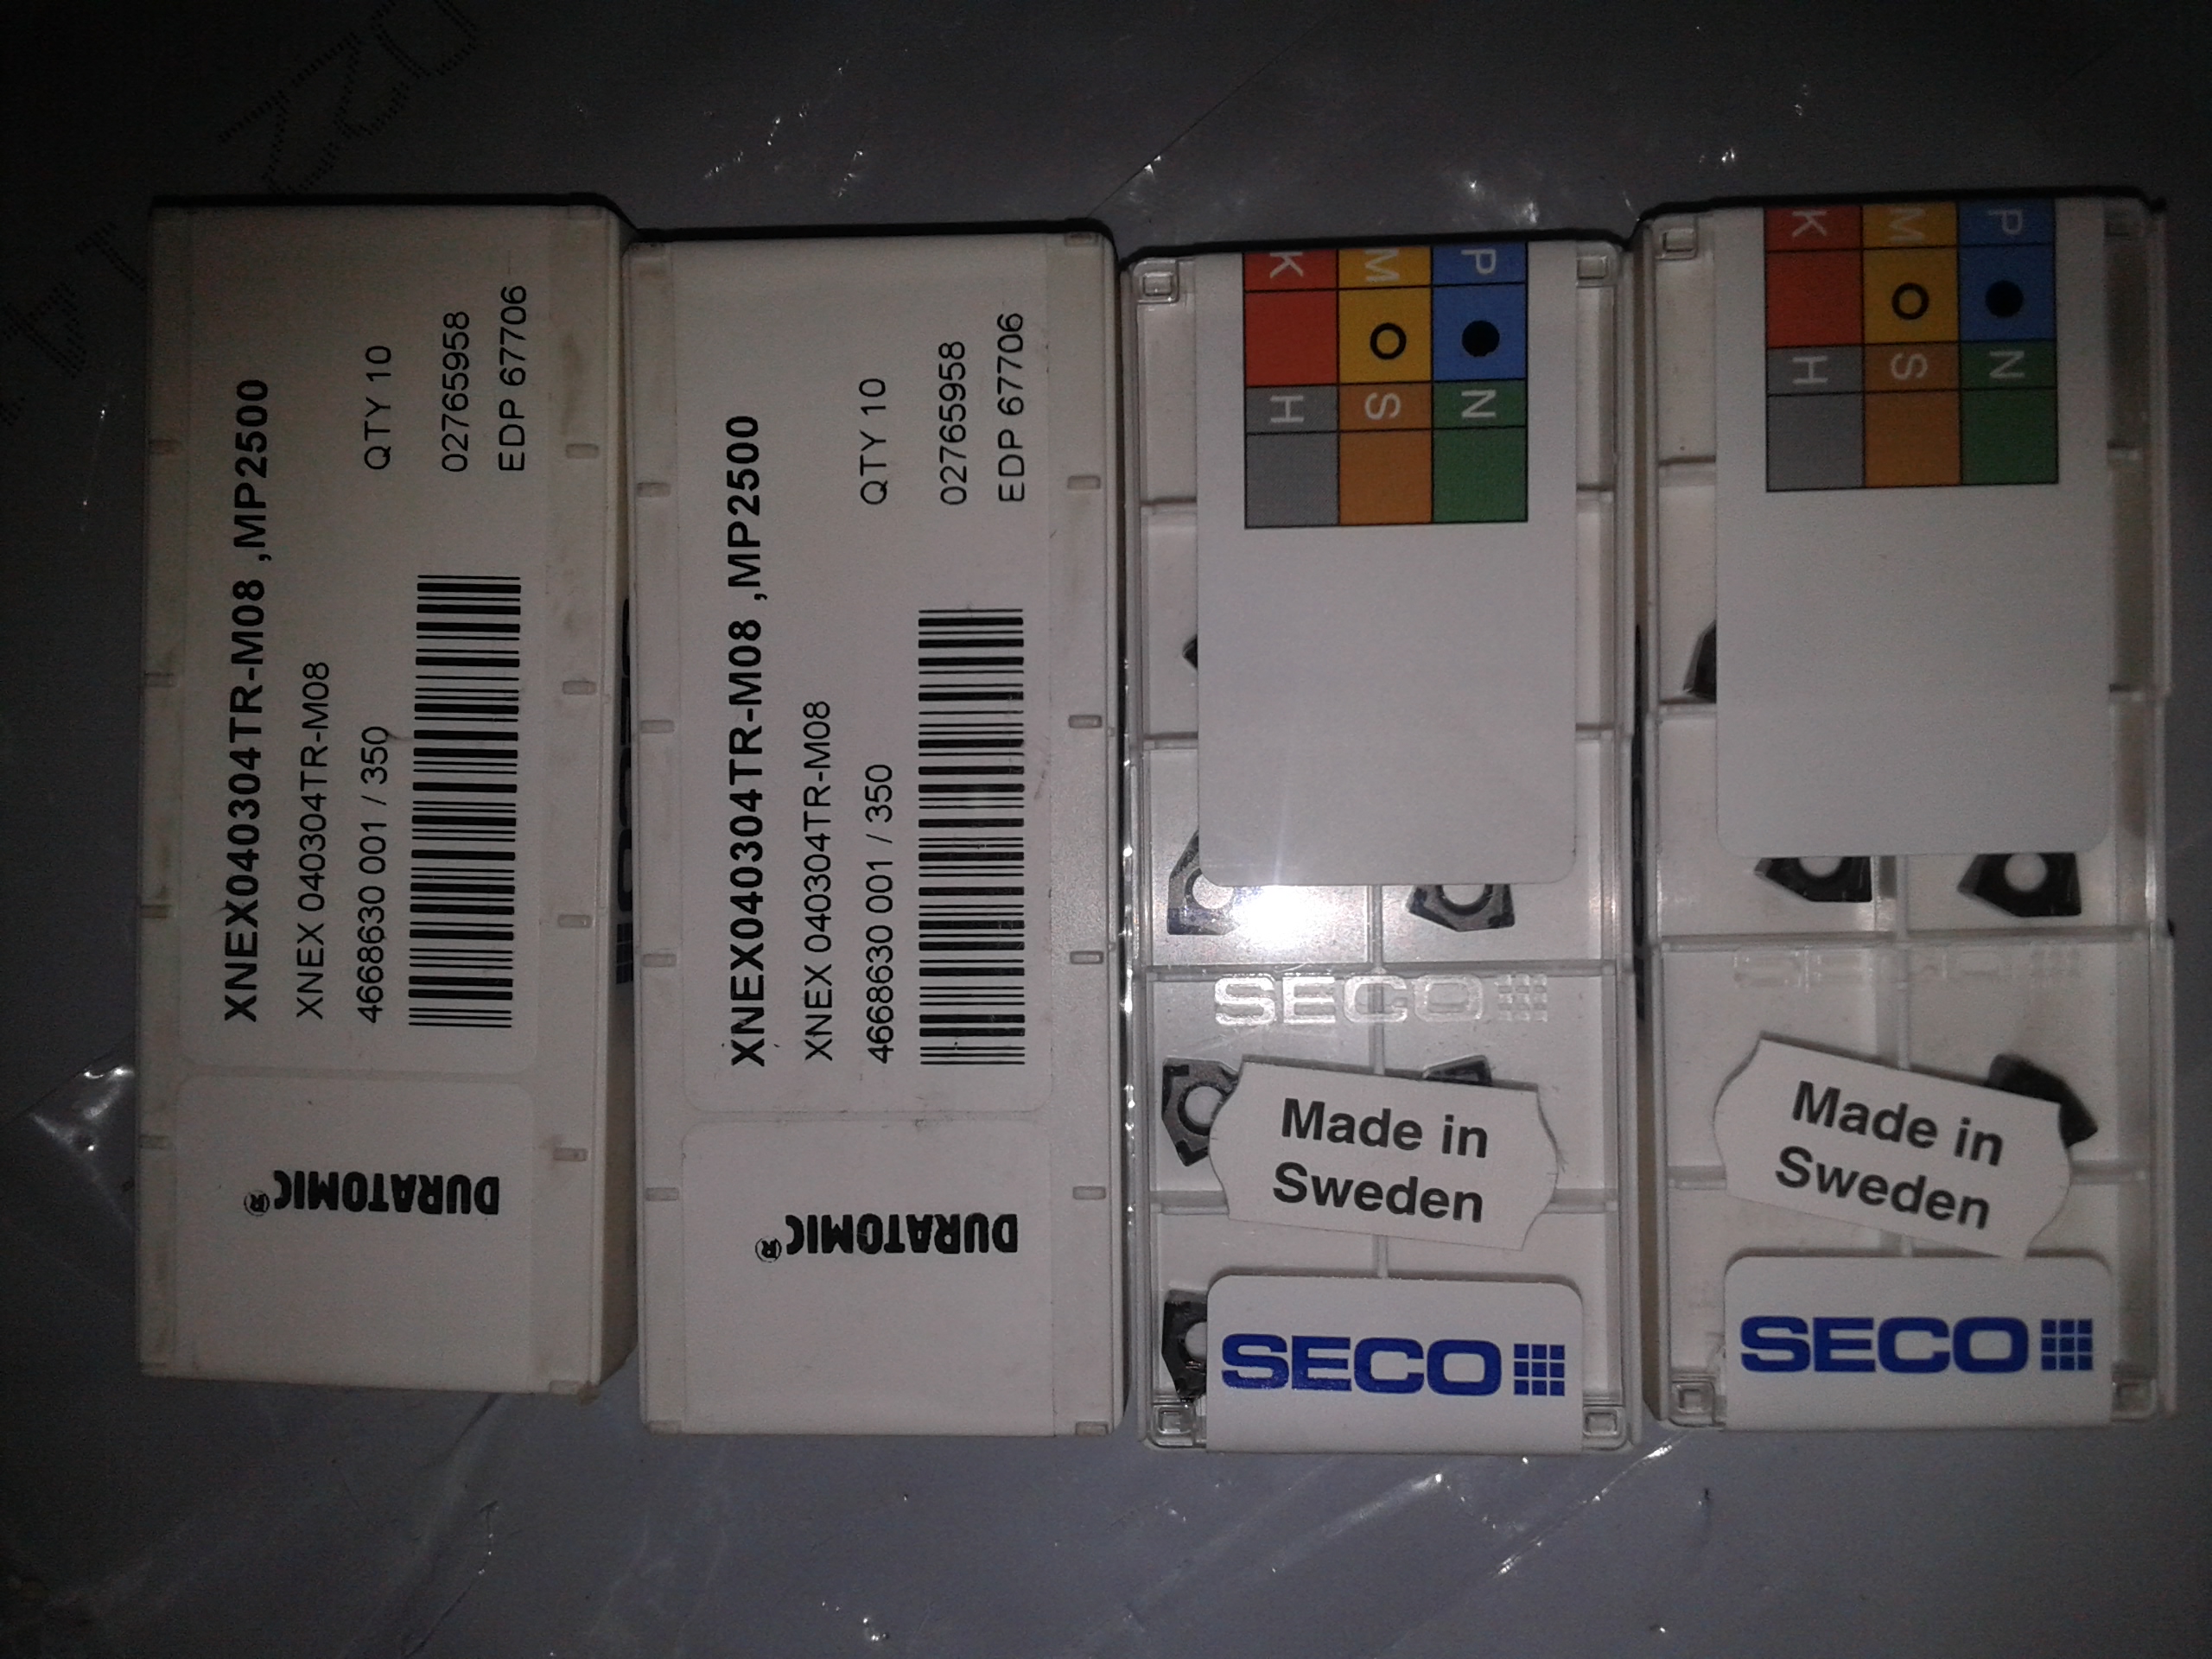 XNEX040304TR-M08 ,MP2500
XNEX 040304TR-M08
QTY 10
4668630 001 / 350
02765958
EDP 67706
DURATOMIC®
XNEX040304TR-M08 ,MP2500
XNEX 040304TR-M08
QTY 10
4668630 001 / 350
02765958
EDP 67706
DURATOMIC®
P
M
K
N
S
H
SECO
Made in
Sweden
SECO
P
M
K
N
S
H
Made in
Sweden
SECO